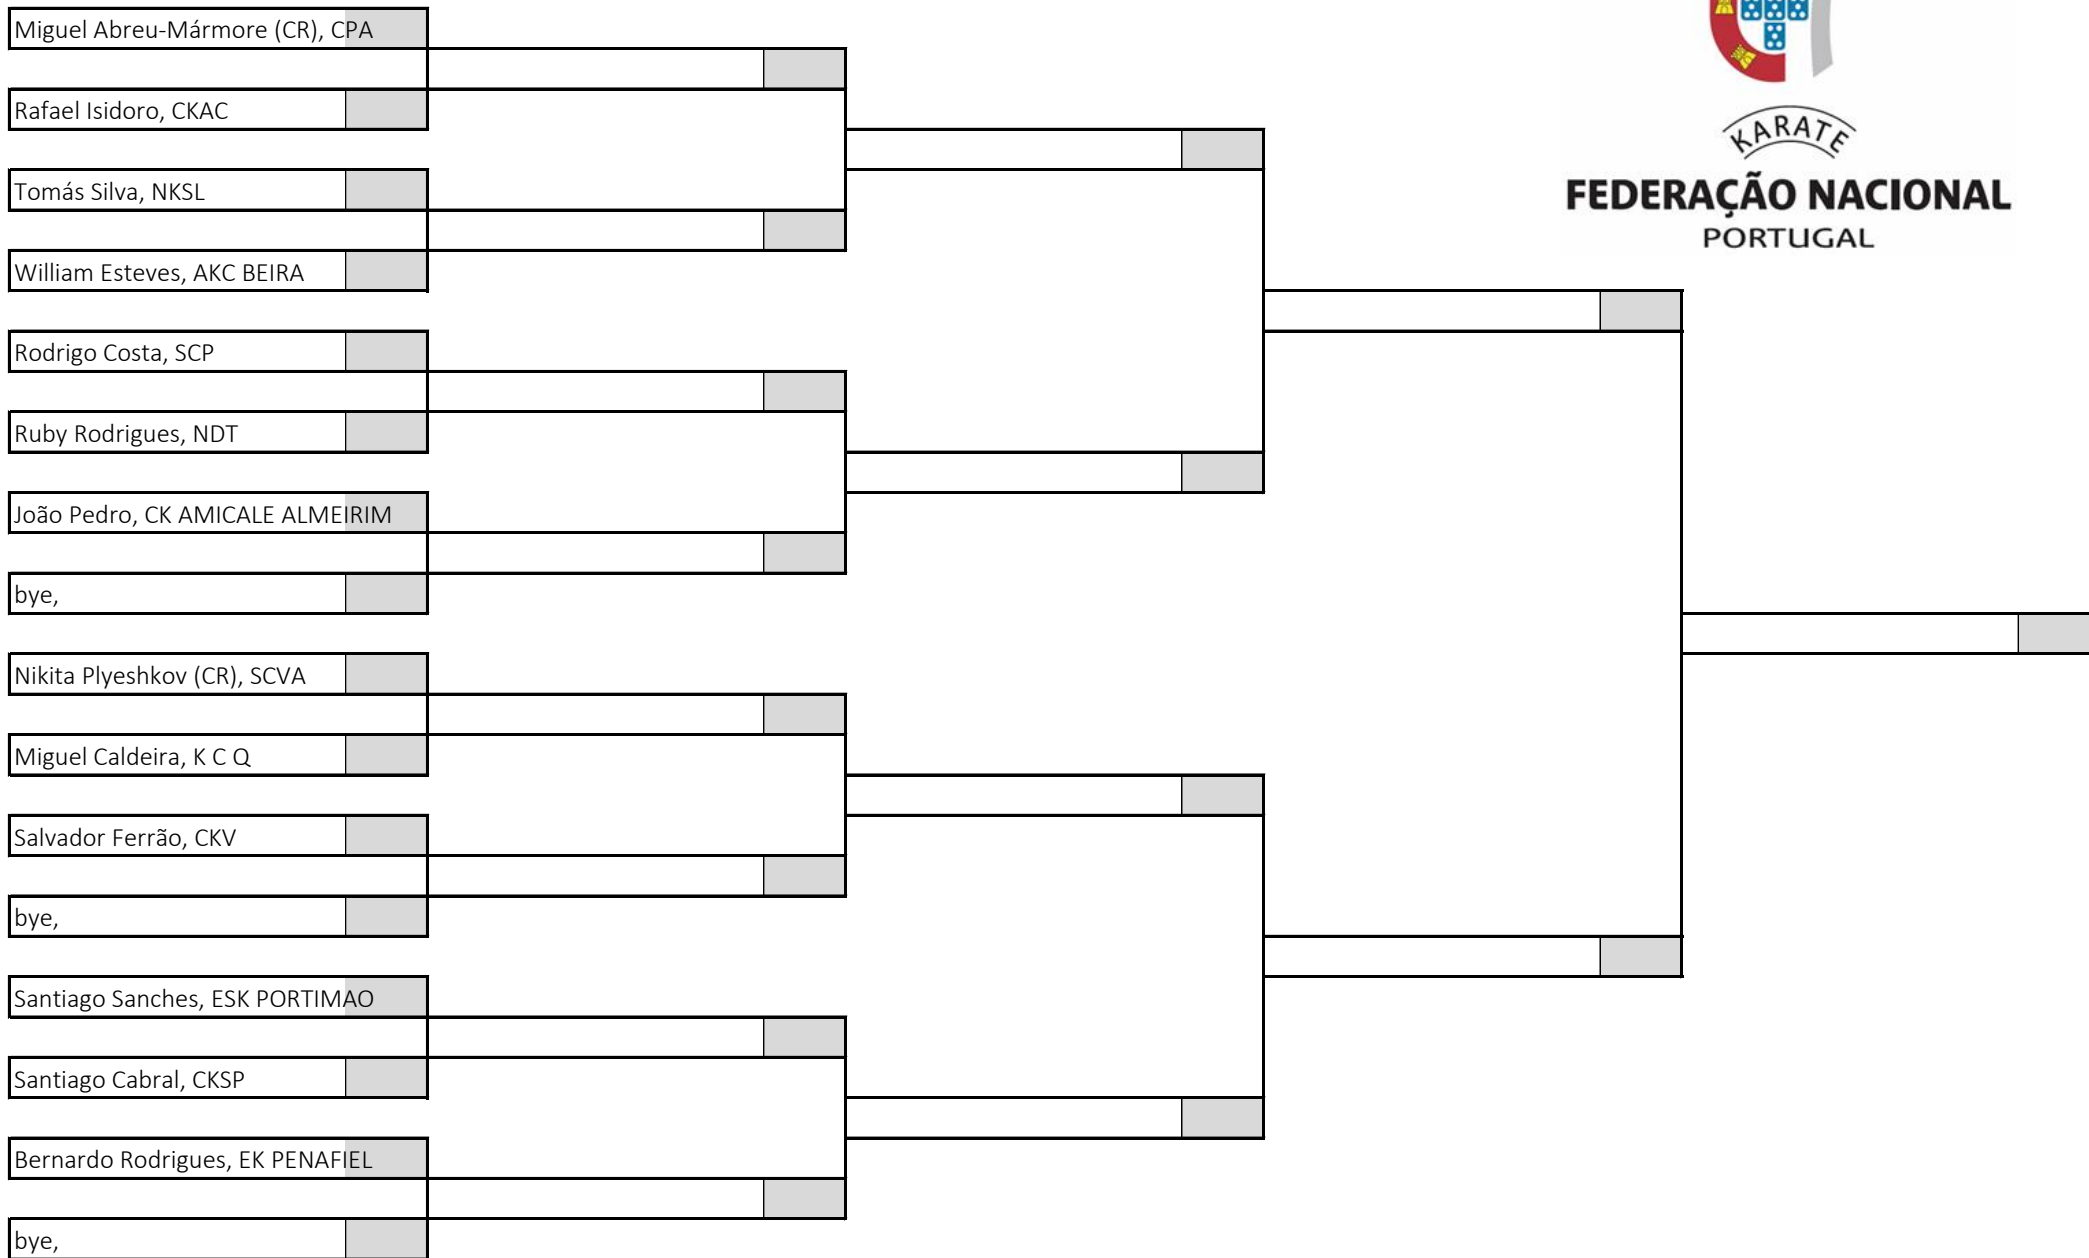 Miguel Abreu-Mármore (CR), CPA
Rafael Isidoro, CKAC
Tomás Silva, NKSL
William Esteves, AKC BEIRA
Rodrigo Costa, SCP
Ruby Rodrigues, NDT
João Pedro, CK AMICALE ALMEIRIM
bye,
Nikita Plyeshkov (CR), SCVA
Miguel Caldeira, K C Q
Salvador Ferrão, CKV
bye,
Santiago Sanches, ESK PORTIMAO
Santiago Cabral, CKSP
Bernardo Rodrigues, EK PENAFIEL
bye,
KARATE
FEDERAÇÃO NACIONAL
PORTUGAL